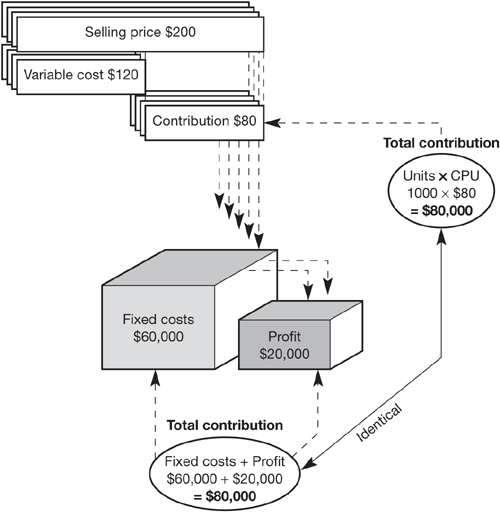 Selling price $200
Variable cost $120
Contribution $80
Total contribution
Units × CPU
1000 × $80
= $80,000
Fixed costs
$60,000
Profit
$20,000
Identical
Total contribution
Fixed costs + Profit
$60,000 + $20,000
= $80,000